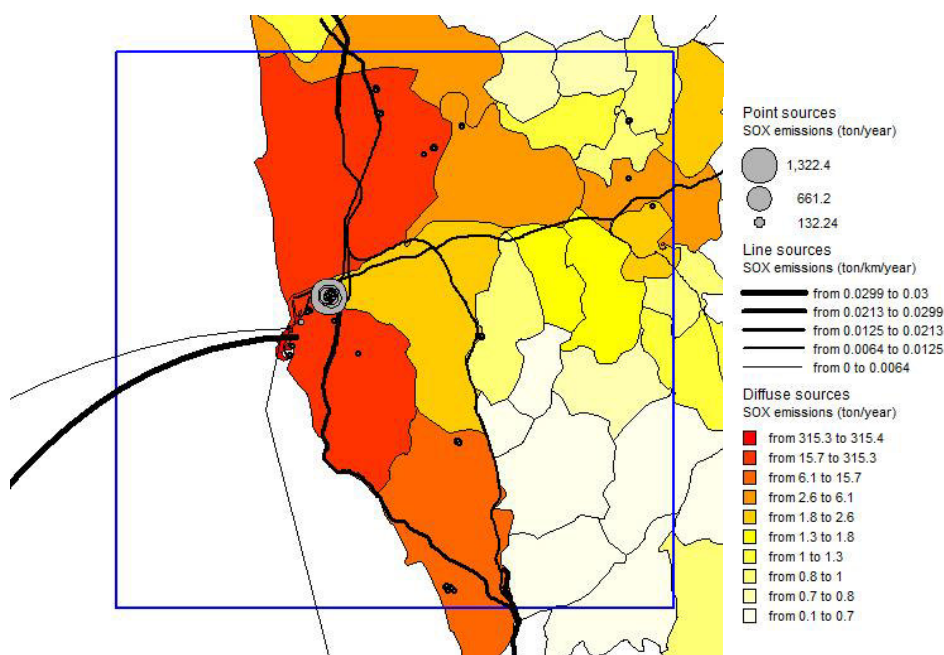 Point sources
SOX emissions (ton/year)
1,322.4
661.2
132.24
Line sources
SOX emissions (ton/km/year)
from 0.0299 to 0.03
from 0.0213 to 0.0299
from 0.0125 to 0.0213
from 0.0064 to 0.0125
from 0 to 0.0064
Diffuse sources
SOX emissions (ton/year)
from 315.3 to 315.4
from 15.7 to 315.3
from 6.1 to 15.7
from 2.6 to 6.1
from 1.8 to 2.6
from 1.3 to 1.8
from 1 to 1.3
from 0.8 to 1
from 0.7 to 0.8
from 0.1 to 0.7